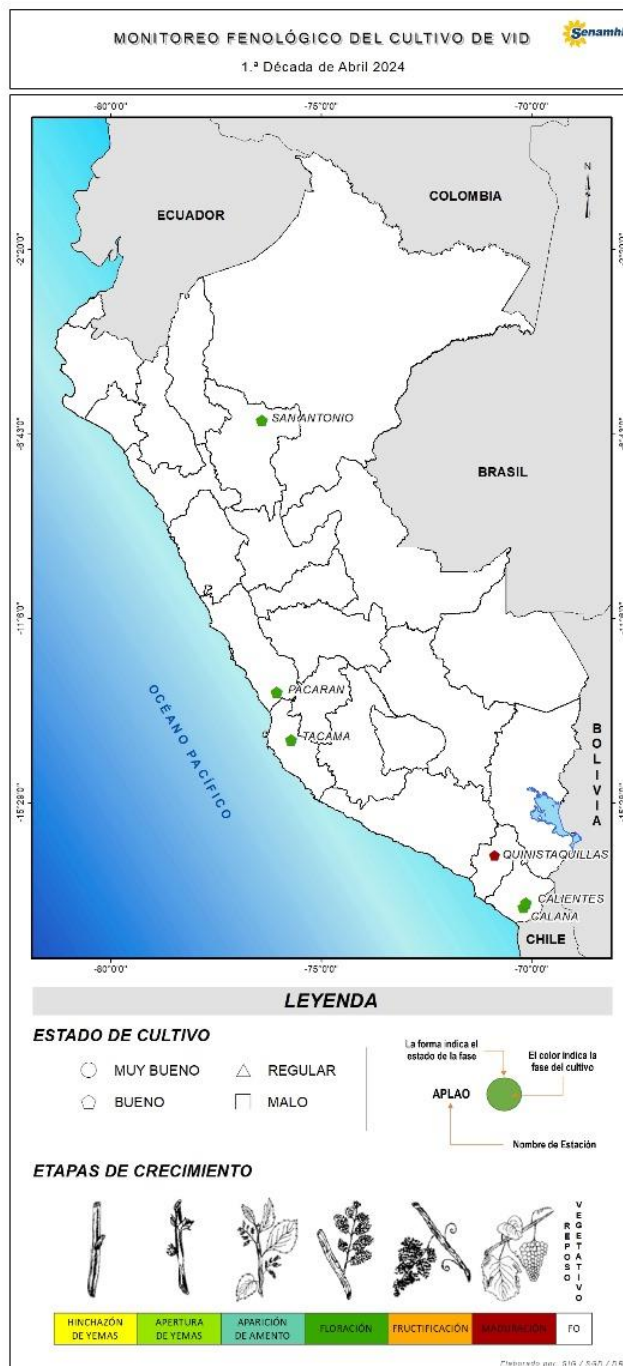 MONITOREO FENOLÓGICO DEL CULTIVO DE VID
Senamhi
1.ª Década de Abril 2024
-80°0'0" -75°0'0" -70°0'0"
N
COLOMBIA
ECUADOR
SAN ANTONIO
BRASIL
PACARAN
OCÉANO PACÍFICO
TACAMA
BOLIVIA
QUINISTAQUILLAS
CALIENTES
CALANA
CHILE
-80°0'0" -75°0'0" -70°0'0"
LEYENDA
ESTADO DE CULTIVO
MUY BUENO
REGULAR
BUENO
MALO
La forma indica el
estado de la fase
El color indica la
fase del cultivo
APLAO
Nombre de Estación
ETAPAS DE CRECIMIENTO
REPOSO
VEGETATIVO
HINCHAZÓN
DE YEMAS
APERTURA
DE YEMAS
APARICIÓN
DE AMENTO
FLORACIÓN
FRUCTIFICACIÓN
MADURACIÓN
FO